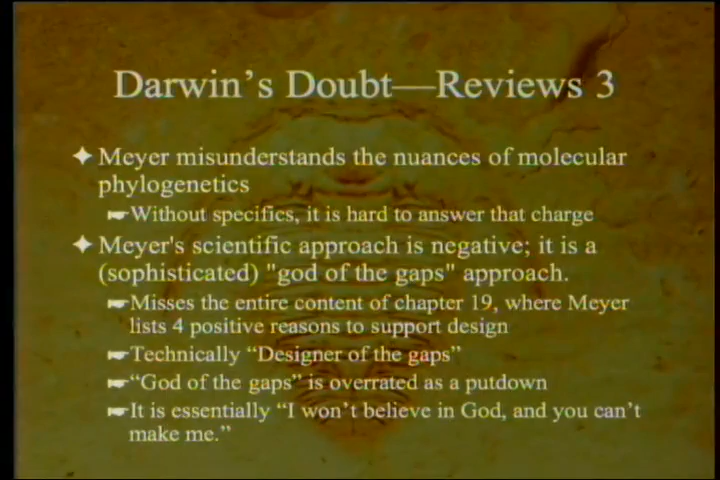 Darwin's Doubt—Reviews 3
Meyer misunderstands the nuances of molecular
phylogenetics
Without specifics, it is hard to answer that charge
Meyer's scientific approach is negative; it is a
(sophisticated) "god of the gaps" approach.
Misses the entire content of chapter 19, where Meyer
lists 4 positive reasons to support design
Technically “Designer of the gaps”
“God of the gaps” is overrated as a putdown
It is essentially “I won’t believe in God, and you can’t
make me.”